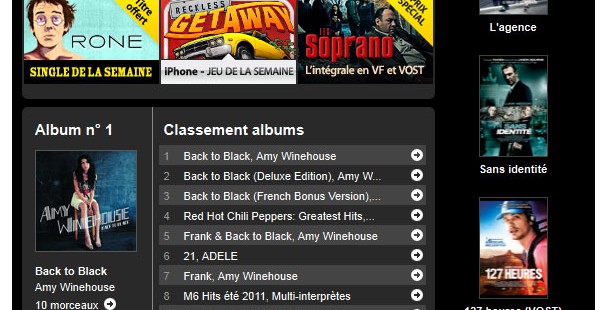 Titre
offert
RONE
SINGLE DE LA SEMAINE
RECKLESS
GETAWAY
iPhone - JEU DE LA SEMAINE
PRIX
SPÉCIAL
Soprano
L'intégrale en VF et VOST
L'agence
SANS
IDENTITÉ
Sans identité
127 HEURES
127 heures (VOST)
Album n° 1
AMY
WINEHOUSE
BACK TO BLACK
Back to Black
Amy Winehouse
10 morceaux
Classement albums
1 Back to Black, Amy Winehouse
2 Back to Black (Deluxe Edition), Amy W...
3 Back to Black (French Bonus Version),...
4 Red Hot Chili Peppers: Greatest Hits,...
5 Frank & Back to Black, Amy Winehouse
6 21, ADELE
7 Frank, Amy Winehouse
8 M6 Hits été 2011, Multi-interprètes